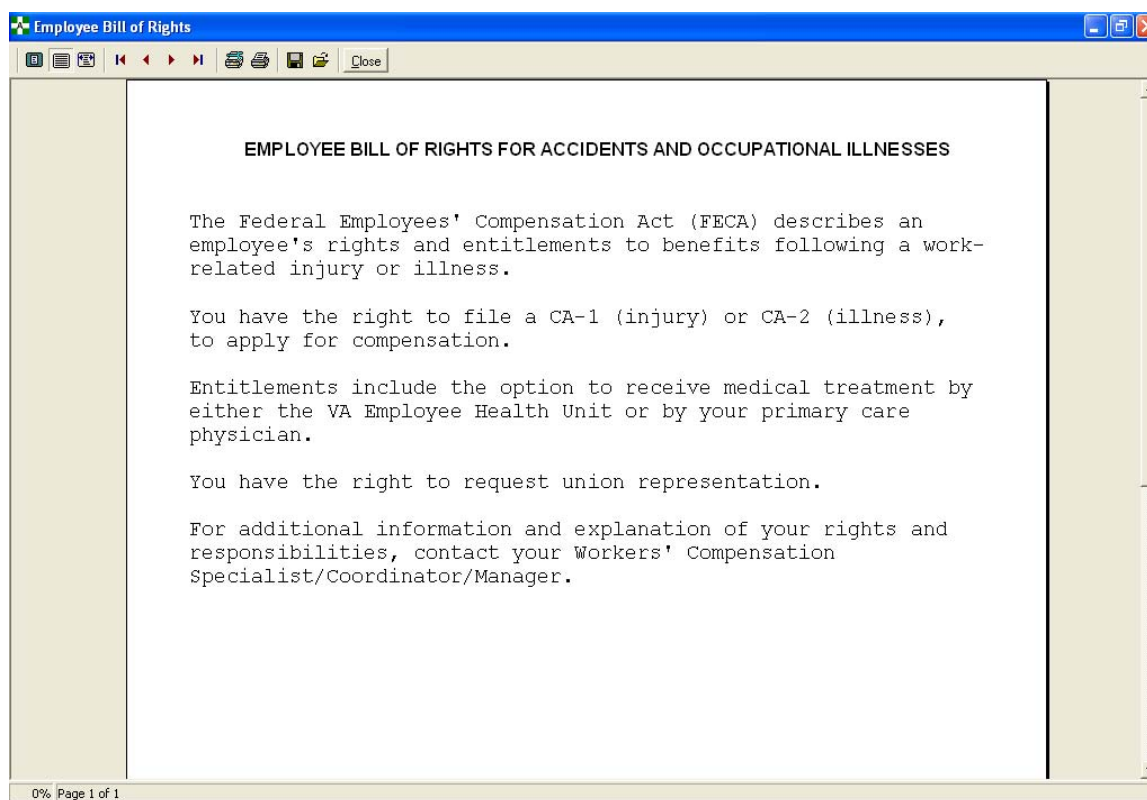 Employee Bill of Rights
Close
EMPLOYEE BILL OF RIGHTS FOR ACCIDENTS AND OCCUPATIONAL ILLNESSES
The Federal Employees' Compensation Act (FECA) describes an
employee's rights and entitlements to benefits following a work-
related injury or illness.
You have the right to file a CA-1 (injury) or CA-2 (illness),
to apply for compensation.
Entitlements include the option to receive medical treatment by
either the VA Employee Health Unit or by your primary care
physician.
You have the right to request union representation.
For additional information and explanation of your rights and
responsibilities, contact your Workers' Compensation
Specialist/Coordinator/Manager.
0% Page 1 of 1